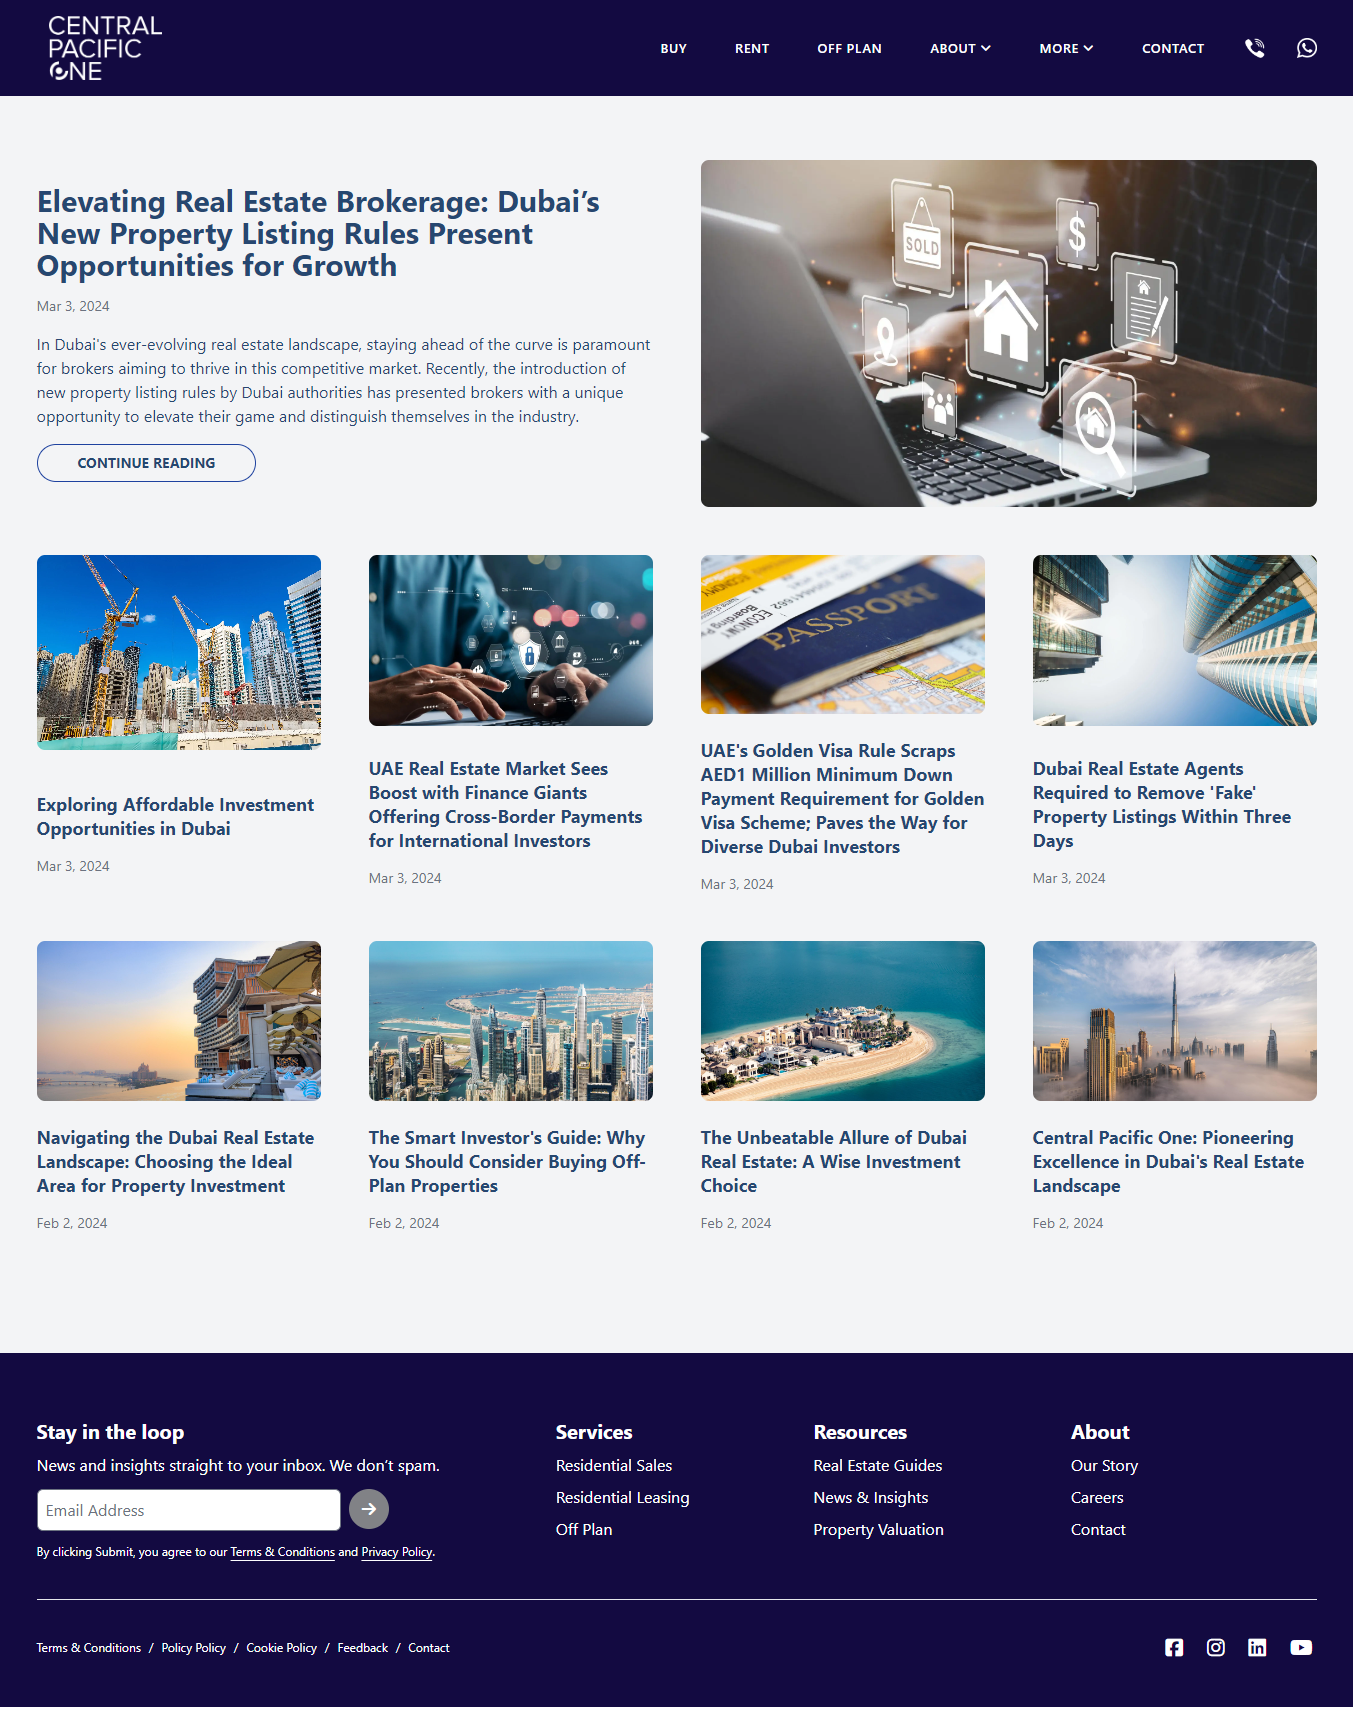 CENTRAL
PACIFIC
ONE
BUY
RENT
OFF PLAN
ABOUT
MORE
CONTACT
Elevating Real Estate Brokerage: Dubai’s
New Property Listing Rules Present
Opportunities for Growth
Mar 3, 2024
In Dubai's ever-evolving real estate landscape, staying ahead of the curve is paramount
for brokers aiming to thrive in this competitive market. Recently, the introduction of
new property listing rules by Dubai authorities has presented brokers with a unique
opportunity to elevate their game and distinguish themselves in the industry.
CONTINUE READING
SOLD
$
ECONOMY
Boarding
ECONOMY
PASSPORT
Exploring Affordable Investment
Opportunities in Dubai
Mar 3, 2024
UAE Real Estate Market Sees
Boost with Finance Giants
Offering Cross-Border Payments
for International Investors
Mar 3, 2024
UAE's Golden Visa Rule Scraps
AED1 Million Minimum Down
Payment Requirement for Golden
Visa Scheme; Paves the Way for
Diverse Dubai Investors
Mar 3, 2024
Dubai Real Estate Agents
Required to Remove 'Fake'
Property Listings Within Three
Days
Mar 3, 2024
Navigating the Dubai Real Estate
Landscape: Choosing the Ideal
Area for Property Investment
Feb 2, 2024
The Smart Investor's Guide: Why
You Should Consider Buying Off-
Plan Properties
Feb 2, 2024
The Unbeatable Allure of Dubai
Real Estate: A Wise Investment
Choice
Feb 2, 2024
Central Pacific One: Pioneering
Excellence in Dubai's Real Estate
Landscape
Feb 2, 2024
Stay in the loop
News and insights straight to your inbox. We don’t spam.
Email Address
By clicking Submit, you agree to our Terms & Conditions and Privacy Policy.
Services
Residential Sales
Residential Leasing
Off Plan
Resources
Real Estate Guides
News & Insights
Property Valuation
About
Our Story
Careers
Contact
Terms & Conditions / Policy Policy / Cookie Policy / Feedback / Contact